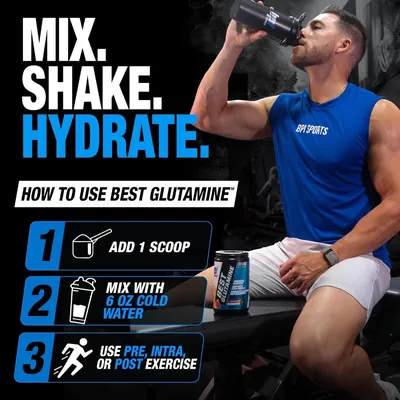 MIX.
SHAKE.
HYDRATE.
BPI SPORTS
HOW TO USE BEST GLUTAMINE™
1
ADD 1 SCOOP
2
MIX WITH
6 OZ COLD
WATER
BEST
GLUTAMINE
3
USE PRE, INTRA,
OR POST EXERCISE